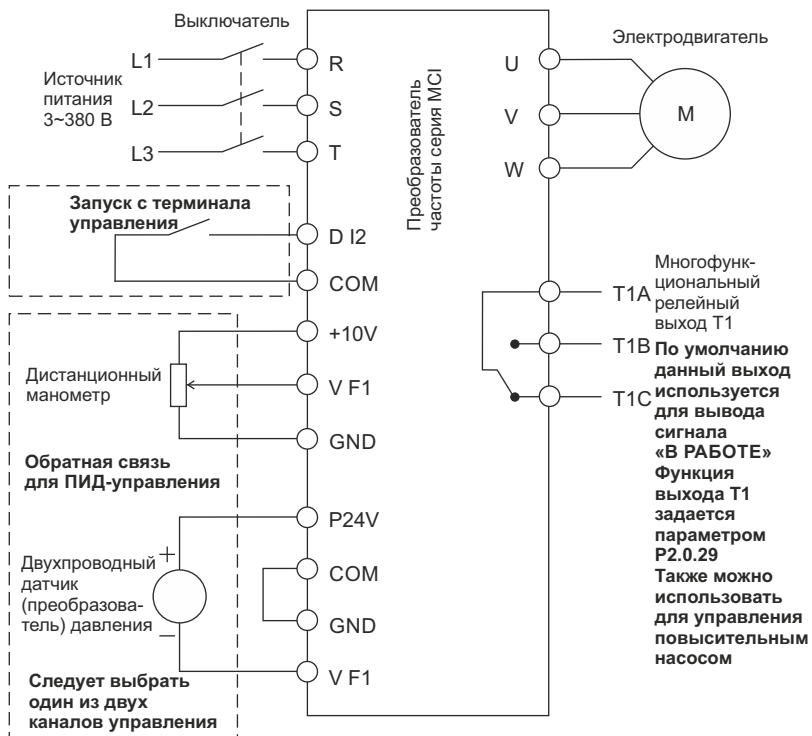 Выключатель
L1
L2
L3
Источник
питания
3~380 В
R
S
T
Преобразователь
частоты серия MCI
U
V
W
Электродвигатель
M
Запуск с терминала
управления
D I2
COM
+10V
Дистанционный
манометр
V F1
GND
Обратная связь
для ПИД-управления
P24V
COM
GND
V F1
+
Двухпроводный
датчик
(преобразова-
тель) давления
–
Следует выбрать
один из двух
каналов управления
T1A
T1B
T1C
Многофунк-
циональный
релейный
выход T1
По умолчанию
данный выход
используется
для вывода
сигнала
«В РАБОТЕ»
Функция
выхода T1
задается
параметром
P2.0.29
Также можно
использовать
для управления
повысительным
насосом